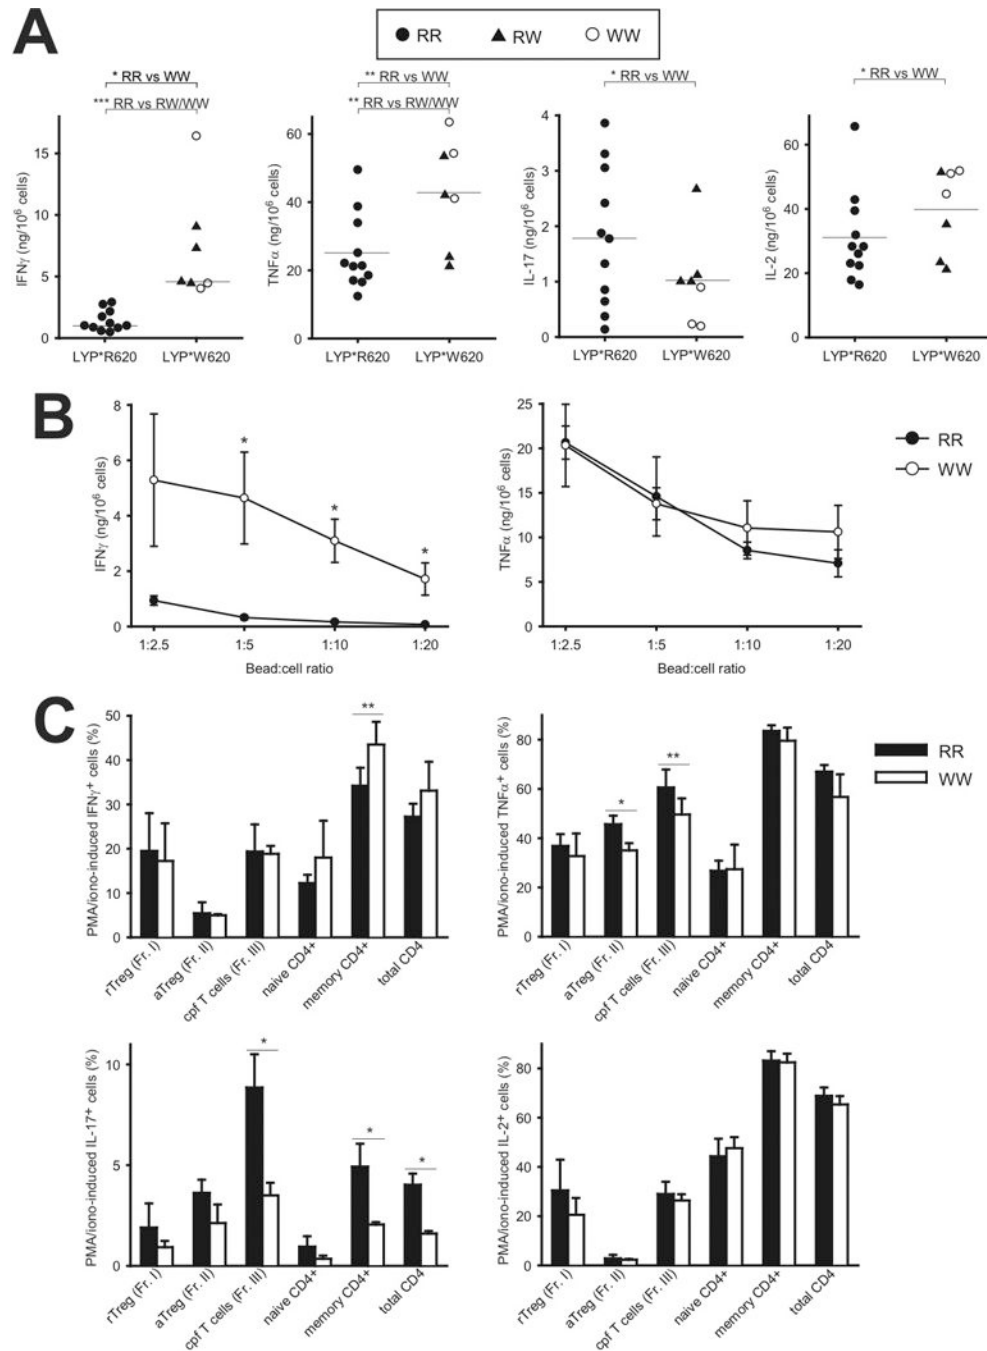 A
RR RW WW
* RR vs WW
*** RR vs RW/WW
IFNγ (ng/10⁶ cells)
15
10
5
0
LYP*R620 LYP*W620
** RR vs WW
** RR vs RW/WW
TNFα (ng/10⁶ cells)
60
40
20
0
LYP*R620 LYP*W620
* RR vs WW
IL-17 (ng/10⁶ cells)
4
3
2
1
0
LYP*R620 LYP*W620
* RR vs WW
IL-2 (ng/10⁶ cells)
60
40
20
0
LYP*R620 LYP*W620
B
IFNγ (ng/10⁶ cells)
8
6
4
2
0
*
*
*
1:2.5 1:5 1:10 1:20
Bead:cell ratio
TNFα (ng/10⁶ cells)
25
20
15
10
5
0
1:2.5 1:5 1:10 1:20
Bead:cell ratio
RR
WW
C
PMA/iono-induced IFNγ⁺ cells (%)
50
40
30
20
10
0
**
rTreg (Fr. I)
aTreg (Fr. II)
cpf T cells (Fr. III)
naive CD4+
memory CD4+
total CD4
PMA/iono-induced TNFα⁺ cells (%)
80
60
40
20
0
*
**
rTreg (Fr. I)
aTreg (Fr. II)
cpf T cells (Fr. III)
naive CD4+
memory CD4+
total CD4
RR
WW
PMA/iono-induced IL-17⁺ cells (%)
10
5
0
*
*
*
rTreg (Fr. I)
aTreg (Fr. II)
cpf T cells (Fr. III)
naive CD4+
memory CD4+
total CD4
PMA/iono-induced IL-2⁺ cells (%)
80
60
40
20
0
rTreg (Fr. I)
aTreg (Fr. II)
cpf T cells (Fr. III)
naive CD4+
memory CD4+
total CD4